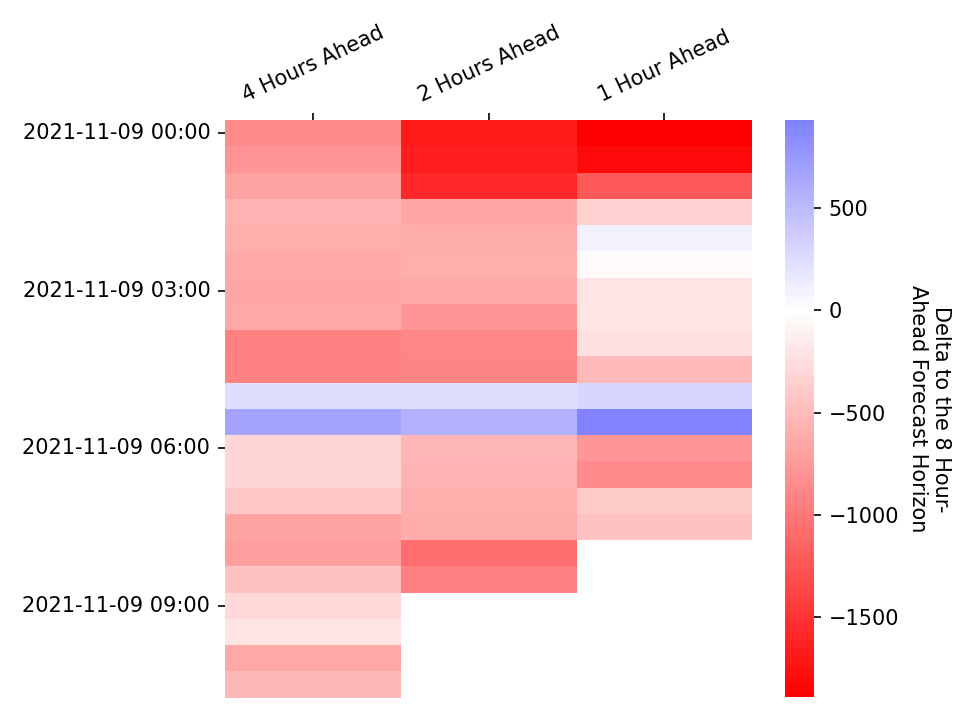 4 Hours Ahead
2 Hours Ahead
1 Hour Ahead
2021-11-09 00:00
2021-11-09 03:00
2021-11-09 06:00
2021-11-09 09:00
500
0
−500
−1000
−1500
Delta to the 8 Hour-
Ahead Forecast Horizon